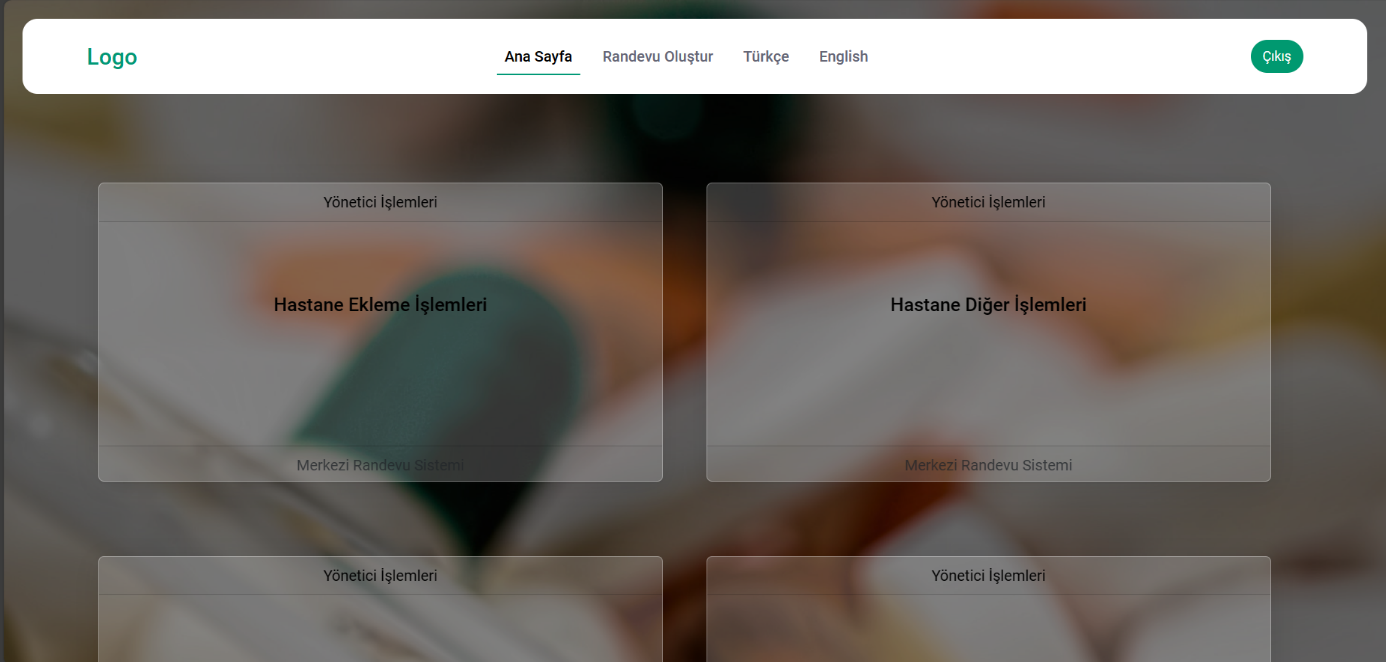 Logo
Ana Sayfa
Randevu Oluştur
Türkçe
English
Çıkış
Yönetici İşlemleri
Hastane Ekleme İşlemleri
Merkezi Randevu Sistemi
Yönetici İşlemleri
Hastane Diğer İşlemleri
Merkezi Randevu Sistemi
Yönetici İşlemleri
Yönetici İşlemleri